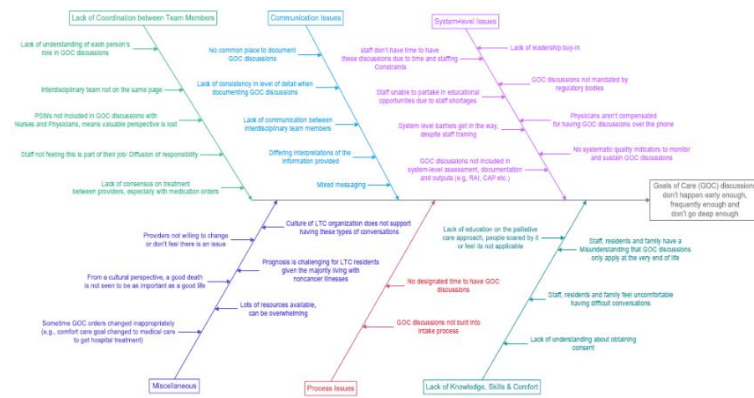 Lack of Coordination between Team Members
Communication Issues
System-level Issues
Lack of understanding of each person's
role in GOC discussions
Interdisciplinary team not on the same page
PSWs not included in GOC discussions with
Nurses and Physicians, means valuable perspective is lost
Staff not feeling this is part of their job/ Diffusion of responsibility
Lack of consensus on treatment
between providers, especially with medication orders
No common place to document
GOC discussions
Lack of consistency in level of detail when
documenting GOC discussions
Lack of communication between
interdisciplinary team members
Differing interpretations of the
information provided
Mixed messaging
staff don't have time to have
these discussions due to time and staffing
Constraints
Staff unable to partake in educational
opportunities due to staff shortages
System level barriers get in the way,
despite staff training
GOC discussions not included in
system-level assessment, documentation
and outputs (e.g, RAI, CAP etc.)
Lack of leadership buy-in
GOC discussions not mandated by
regulatory bodies
Physicians aren't compensated
for having GOC discussions over the phone
No systematic quality indicators to monitor
and sustain GOC discussions
Goals of Care (GOC) discussions
don't happen early enough,
frequently enough and
don't go deep enough
Providers not willing to change
or don't feel there is an issue
From a cultural perspective, a good death
is not seen to be as important as a good life
Sometime GOC orders changed inappropriately
(e.g., comfort care goal changed to medical care
to get hospital treatment)
Culture of LTC organization does not support
having these types of conversations
Prognosis is challenging for LTC residents
given the majority living with
noncancer illnesses
Lots of resources available,
can be overwhelming
No designated time to have GOC
discussions
GOC discussions not built into
intake process
Lack of education on the palliative
care approach, people scared by it
or feel its not applicable
Staff, residents and family have a
Misunderstanding that GOC discussions
only apply at the very end of life
Staff, residents and family feel uncomfortable
having difficult conversations
Lack of understanding about obtaining
consent
Miscellaneous
Process Issues
Lack of Knowledge, Skills & Comfort